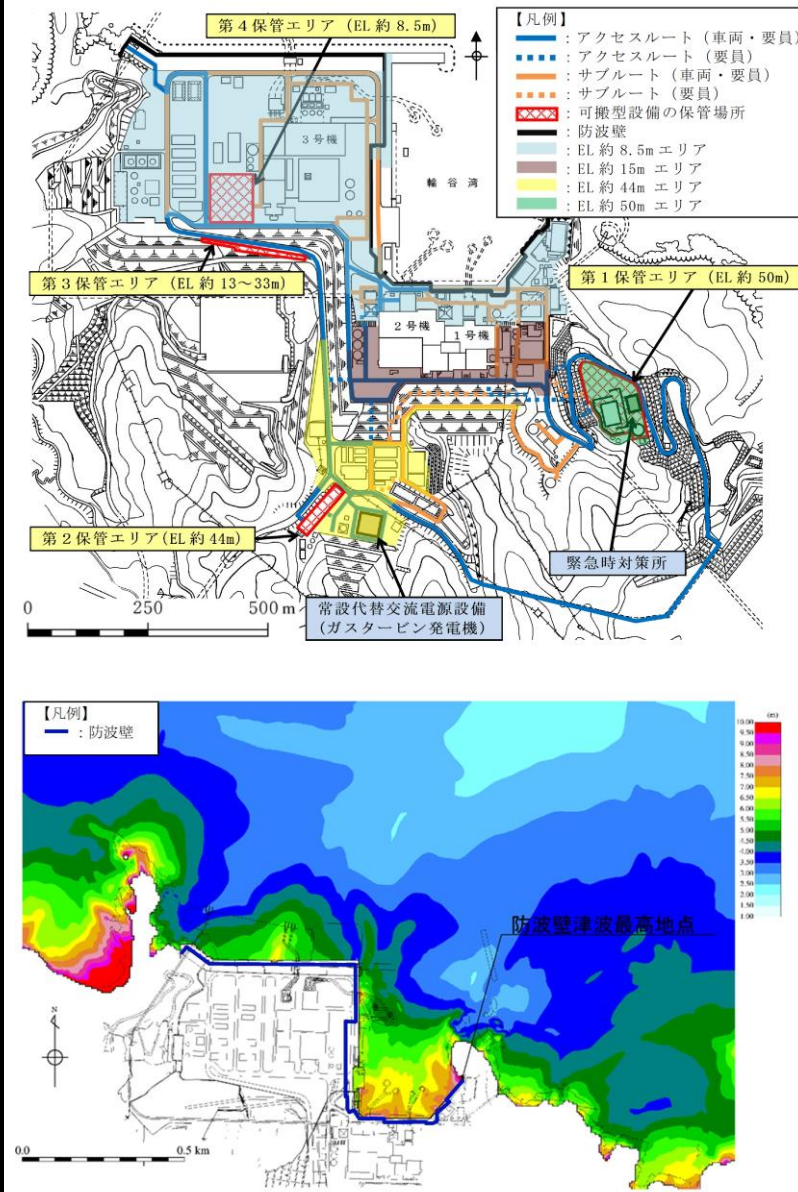 第4保管エリア (EL 約 8.5m)
【凡例】
: アクセスルート (車両・要員)
: アクセスルート (要員)
: サブルート (車両・要員)
: サブルート (要員)
: 可搬型設備の保管場所
: 防波壁
: EL 約 8.5m エリア
: EL 約 15m エリア
: EL 約 44m エリア
: EL 約 50m エリア
3号機
輪谷湾
第3保管エリア (EL 約 13～33m)
第1保管エリア (EL 約 50m)
2号機
1号機
第2保管エリア(EL 約 44m)
緊急時対策所
0 250 500 m
常設代替交流電源設備
(ガスタービン発電機)
【凡例】
: 防波壁
(m)
10.00
9.50
9.00
8.50
8.00
7.50
7.00
6.50
6.00
5.50
5.00
4.50
4.00
3.50
3.00
2.50
2.00
1.50
1.00
防波壁津波最高地点
N
0.0 0.5 km